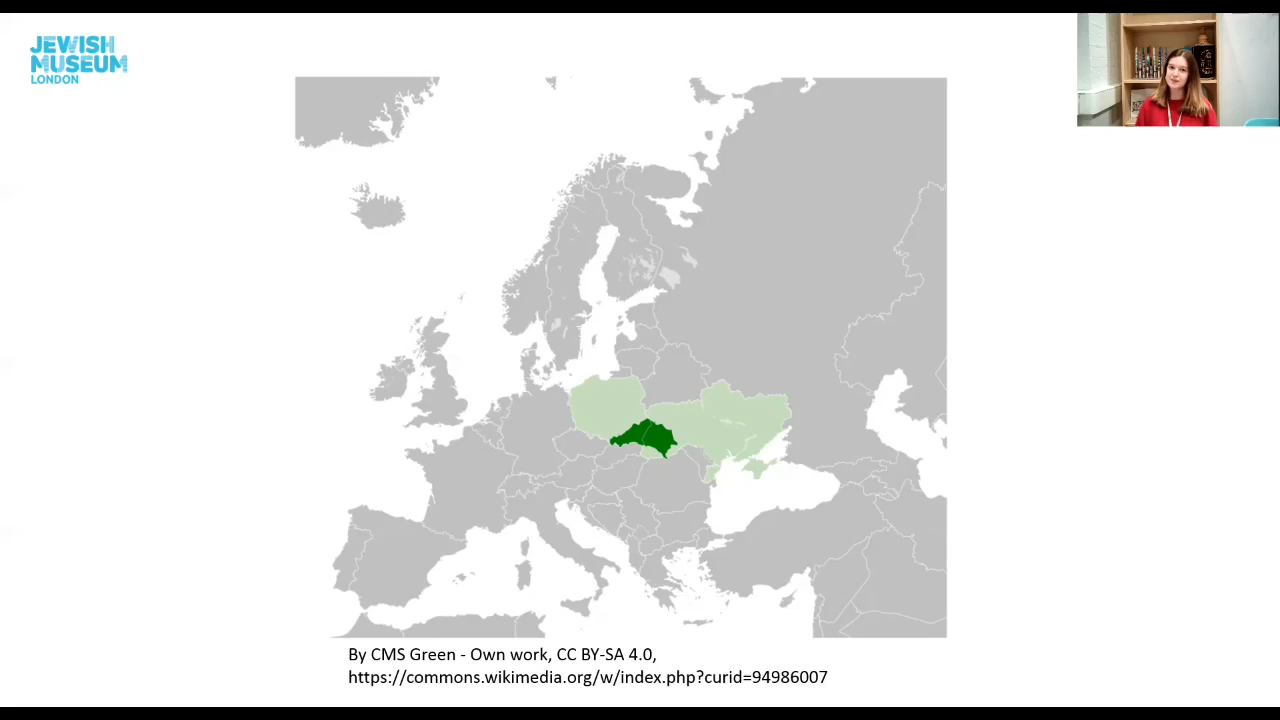 JEWISH
MUSEUM
LONDON
By CMS Green - Own work, CC BY-SA 4.0,
https://commons.wikimedia.org/w/index.php?curid=94986007